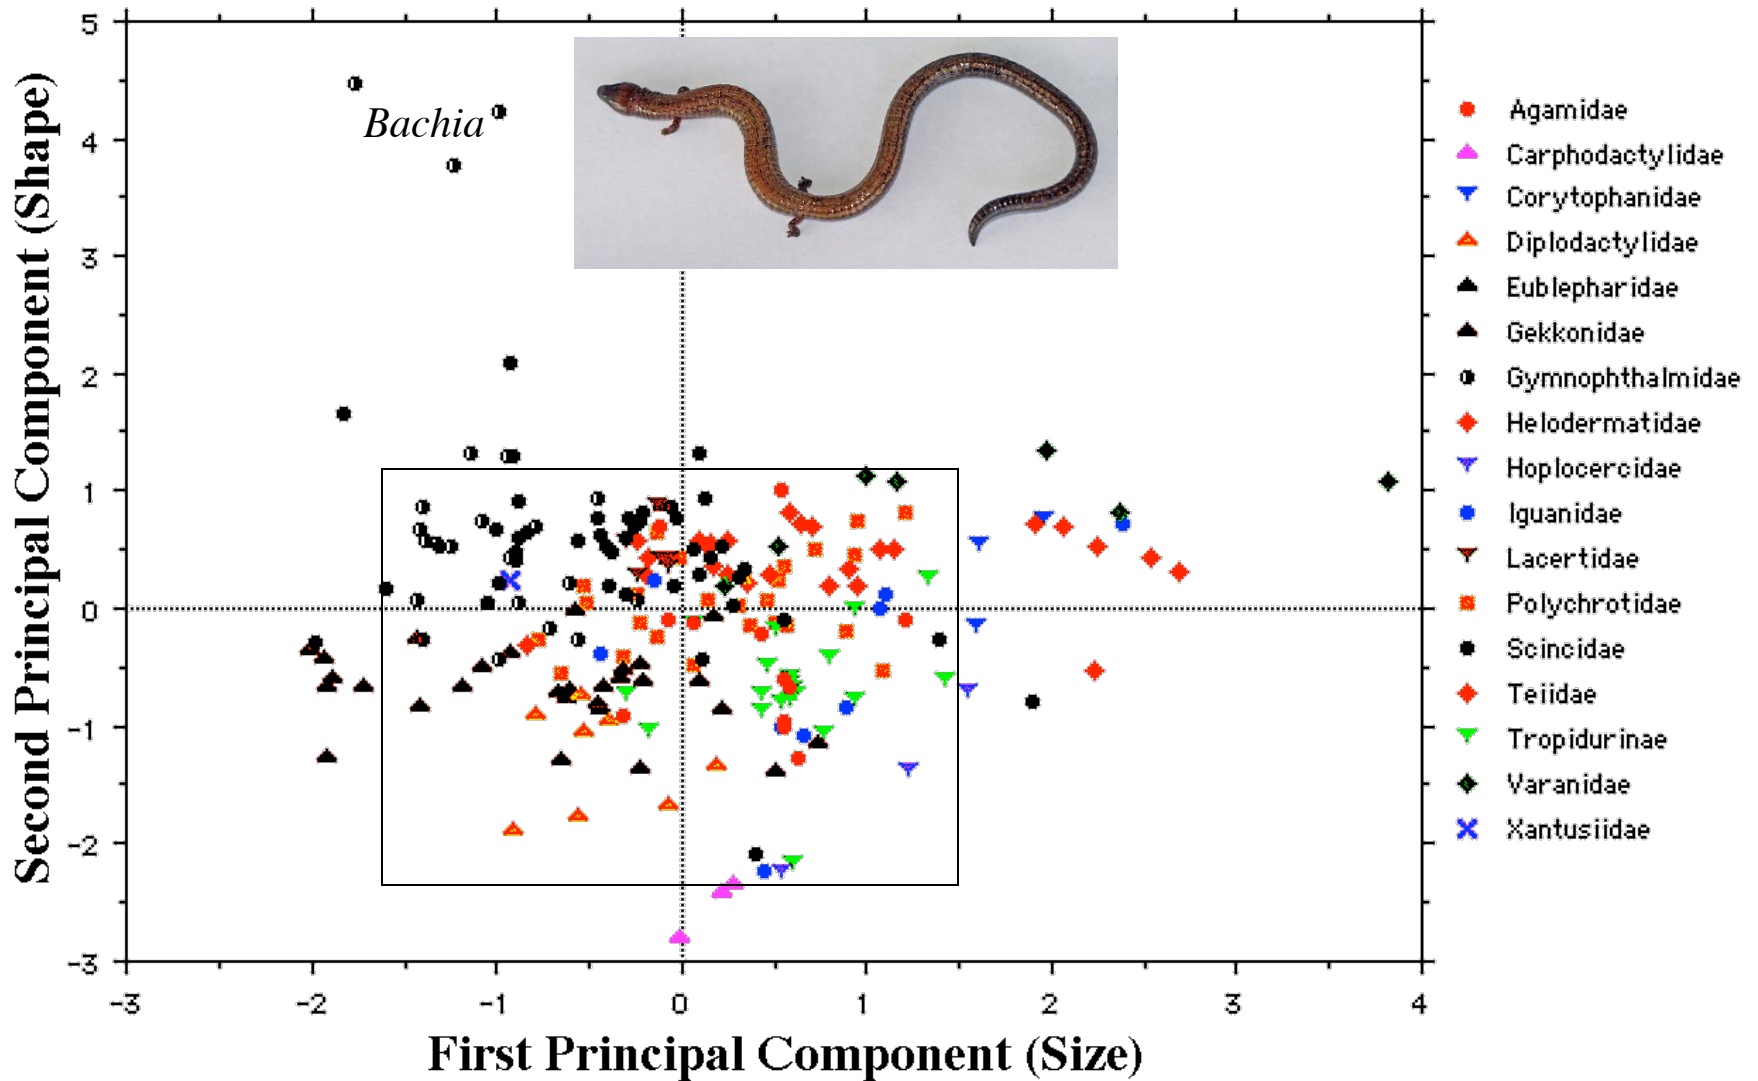 5
4
3
2
1
0
-1
-2
-3
-3
-2
-1
0
1
2
3
4
Second Principal Component (Shape)
First Principal Component (Size)
Bachia
Agamidae
Carphodactylidae
Corytophanidae
Diplodactylidae
Eublepharidae
Gekkonidae
Gymnophthalmidae
Helodermatidae
Hoplocercidae
Iguanidae
Lacertidae
Polychrotidae
Scincidae
Teiidae
Tropidurinae
Varanidae
Xantusiidae